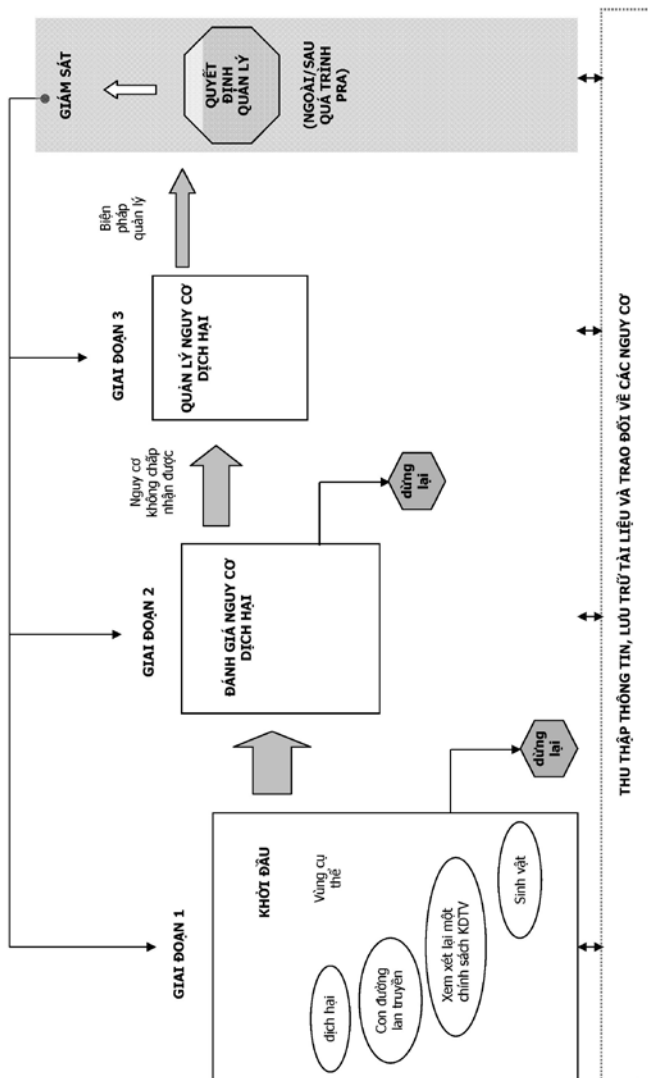 GIAI ĐOẠN 1
KHỞI ĐẦU
Vùng cụ
thể
dịch hại
Con đường
lan truyền
Xem xét lại một
chính sách KDTV
Sinh vật
dừng
lại
GIAI ĐOẠN 2
ĐÁNH GIÁ NGUY CƠ
DỊCH HẠI
dừng
lại
Nguy cơ
không chấp
nhận được
GIAI ĐOẠN 3
QUẢN LÝ NGUY CƠ
DỊCH HẠI
Biện
pháp
quản lý
GIÁM SÁT
QUYẾT
ĐỊNH
QUẢN LÝ
(NGOÀI/SAU
QUÁ TRÌNH
PRA)
THU THẬP THÔNG TIN, LƯU TRỮ TÀI LIỆU VÀ TRAO ĐỔI VỀ CÁC NGUY CƠ